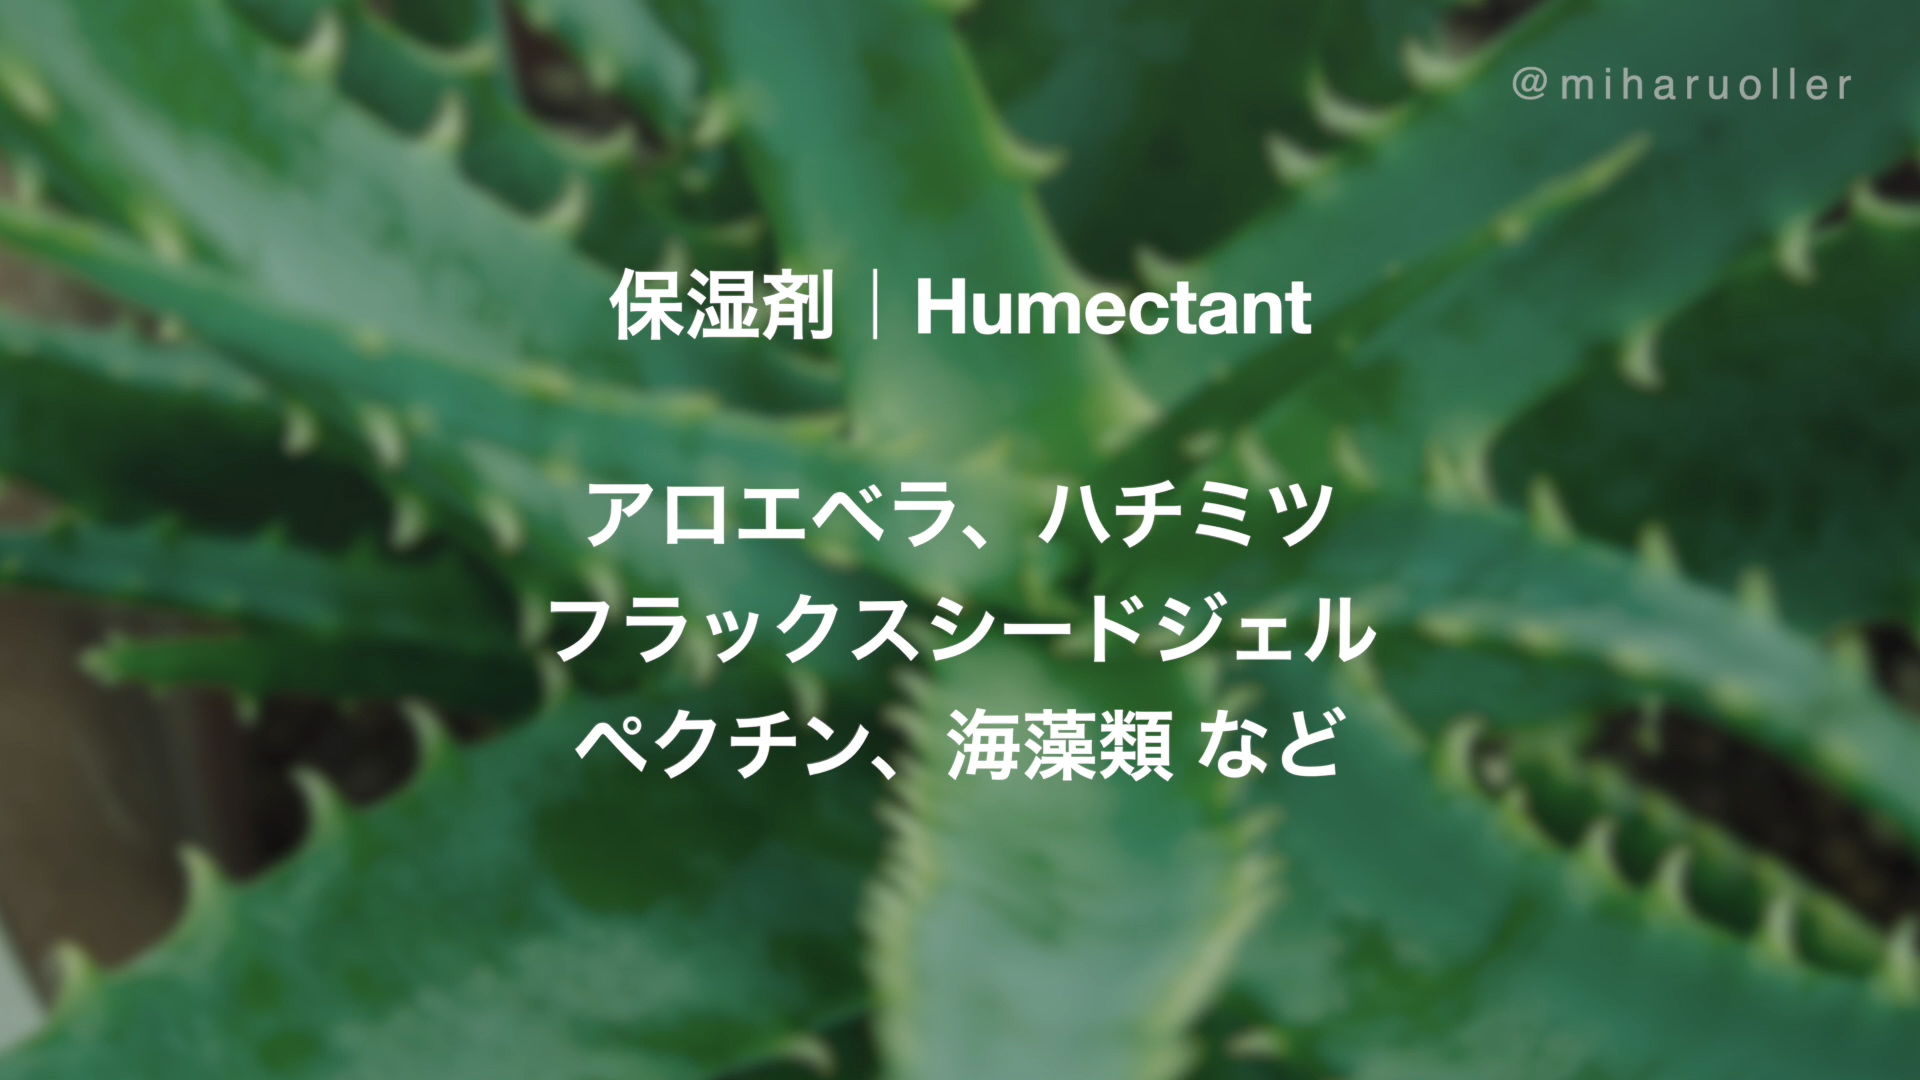 @miharuoller
保湿剤｜Humectant
アロエベラ、ハチミツ
フラックスシードジェル
ペクチン、海藻類 など